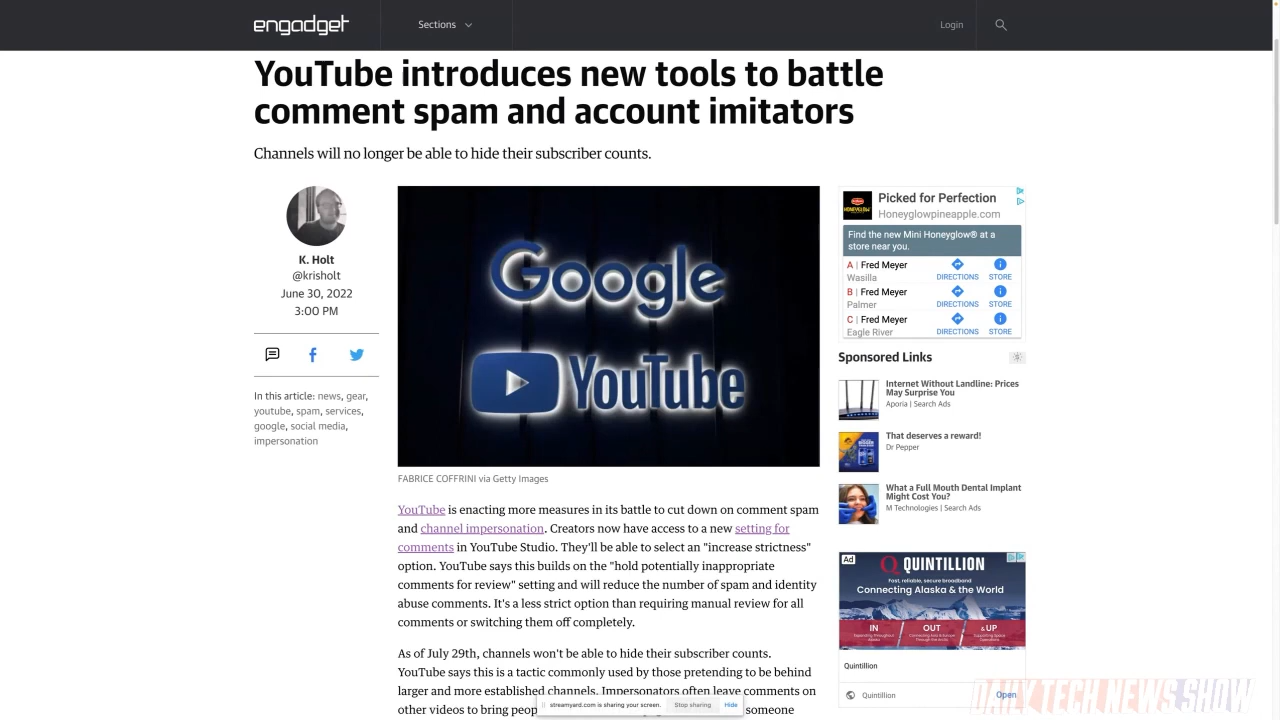 engadget
Sections
Login
YouTube introduces new tools to battle
comment spam and account imitators
Channels will no longer be able to hide their subscriber counts.
K. Holt
@krisholt
June 30, 2022
3:00 PM
In this article: news, gear,
youtube, spam, services,
google, social media,
impersonation
Google
YouTube
FABRICE COFFRINI via Getty Images
YouTube is enacting more measures in its battle to cut down on comment spam
and channel impersonation. Creators now have access to a new setting for
comments in YouTube Studio. They'll be able to select an "increase strictness"
option. YouTube says this builds on the "hold potentially inappropriate
comments for review" setting and will reduce the number of spam and identity
abuse comments. It's a less strict option than requiring manual review for all
comments or switching them off completely.
As of July 29th, channels won't be able to hide their subscriber counts.
YouTube says this is a tactic commonly used by those pretending to be behind
larger and more established channels. Impersonators often leave comments on
other videos to bring someone
streamyard.com is sharing your screen.
Stop sharing
Hide
Picked for Perfection
Honeyglowpineapple.com
Find the new Mini Honeyglow® at a
store near you.
A | Fred Meyer
Wasilla
DIRECTIONS STORE
B | Fred Meyer
Palmer
DIRECTIONS STORE
C | Fred Meyer
Eagle River
DIRECTIONS STORE
Sponsored Links
Internet Without Landline: Prices
May Surprise You
Aporia | Search Ads
That deserves a reward!
Dr Pepper
What a Full Mouth Dental Implant
Might Cost You?
M Technologies | Search Ads
Ad
QUINTILLION
Fast, reliable, secure broadband
Connecting Alaska & the World
IN OUT & UP
Quintillion
Quintillion
Open
DAILY TECH NEWS SHOW